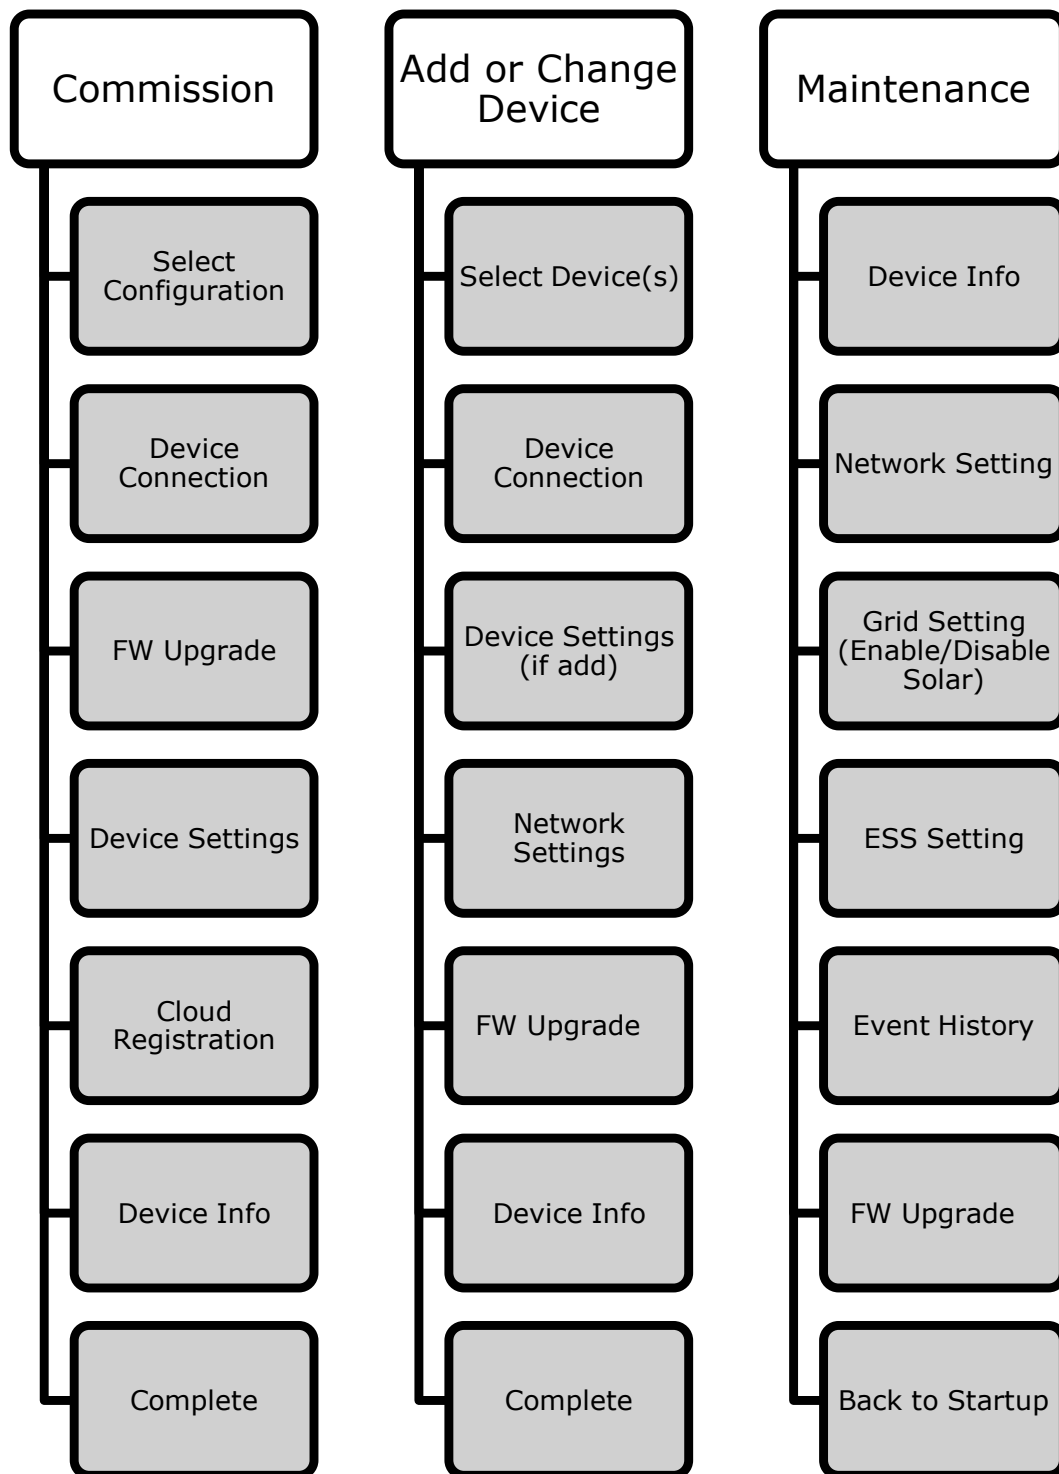 Commission
Select
Configuration
Device
Connection
FW Upgrade
Device Settings
Cloud
Registration
Device Info
Complete
Add or Change
Device
Select Device(s)
Device
Connection
Device Settings
(if add)
Network
Settings
FW Upgrade
Device Info
Complete
Maintenance
Device Info
Network Setting
Grid Setting
(Enable/Disable
Solar)
ESS Setting
Event History
FW Upgrade
Back to Startup